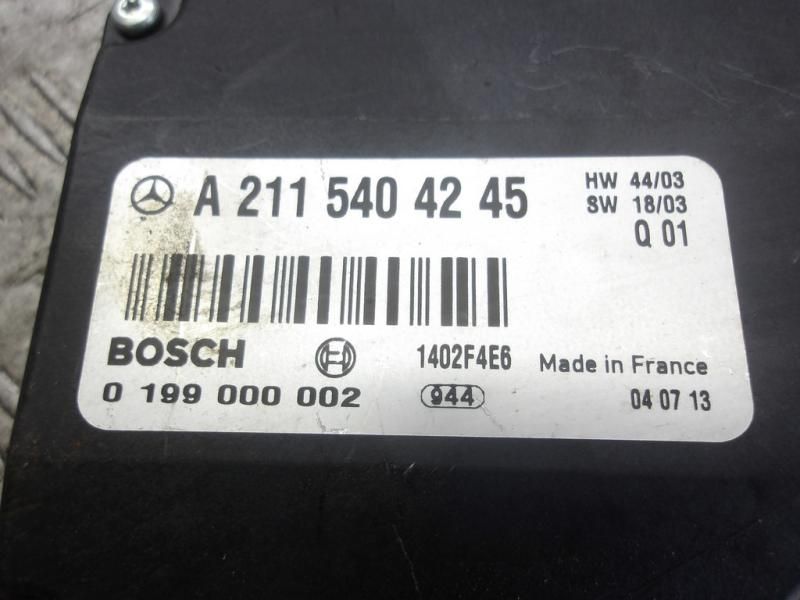 A 211 540 42 45
HW 44/03
SW 18/03
Q 01
BOSCH
1402F4E6
Made in France
0 199 000 002
944
04 07 13